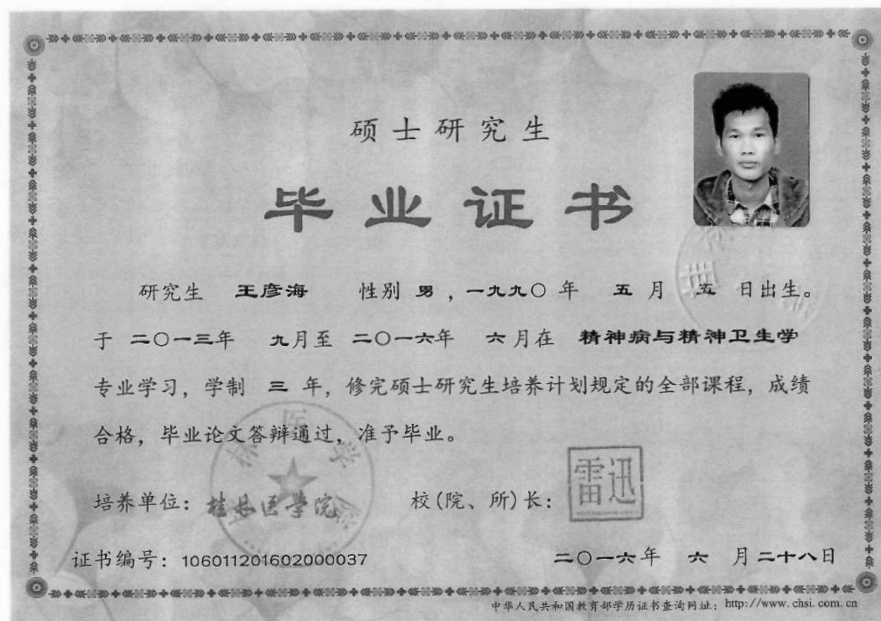 硕士研究生
毕业证书
研究生 王彦海 性别 男 , 一九九〇 年 五 月 五 日出生。
于 二〇一三年 九月至 二〇一六年 六月在 精神病与精神卫生学
专业学习, 学制 三 年, 修完硕士研究生培养计划规定的全部课程, 成绩
合格, 毕业论文答辩通过, 准予毕业。
培养单位: 桂林医学院 校(院、所)长: 雷迅
证书编号: 106011201602000037 二〇一六年 六 月二十八日
中华人民共和国教育部学历证书查询网址: http://www.chsi.com.cn